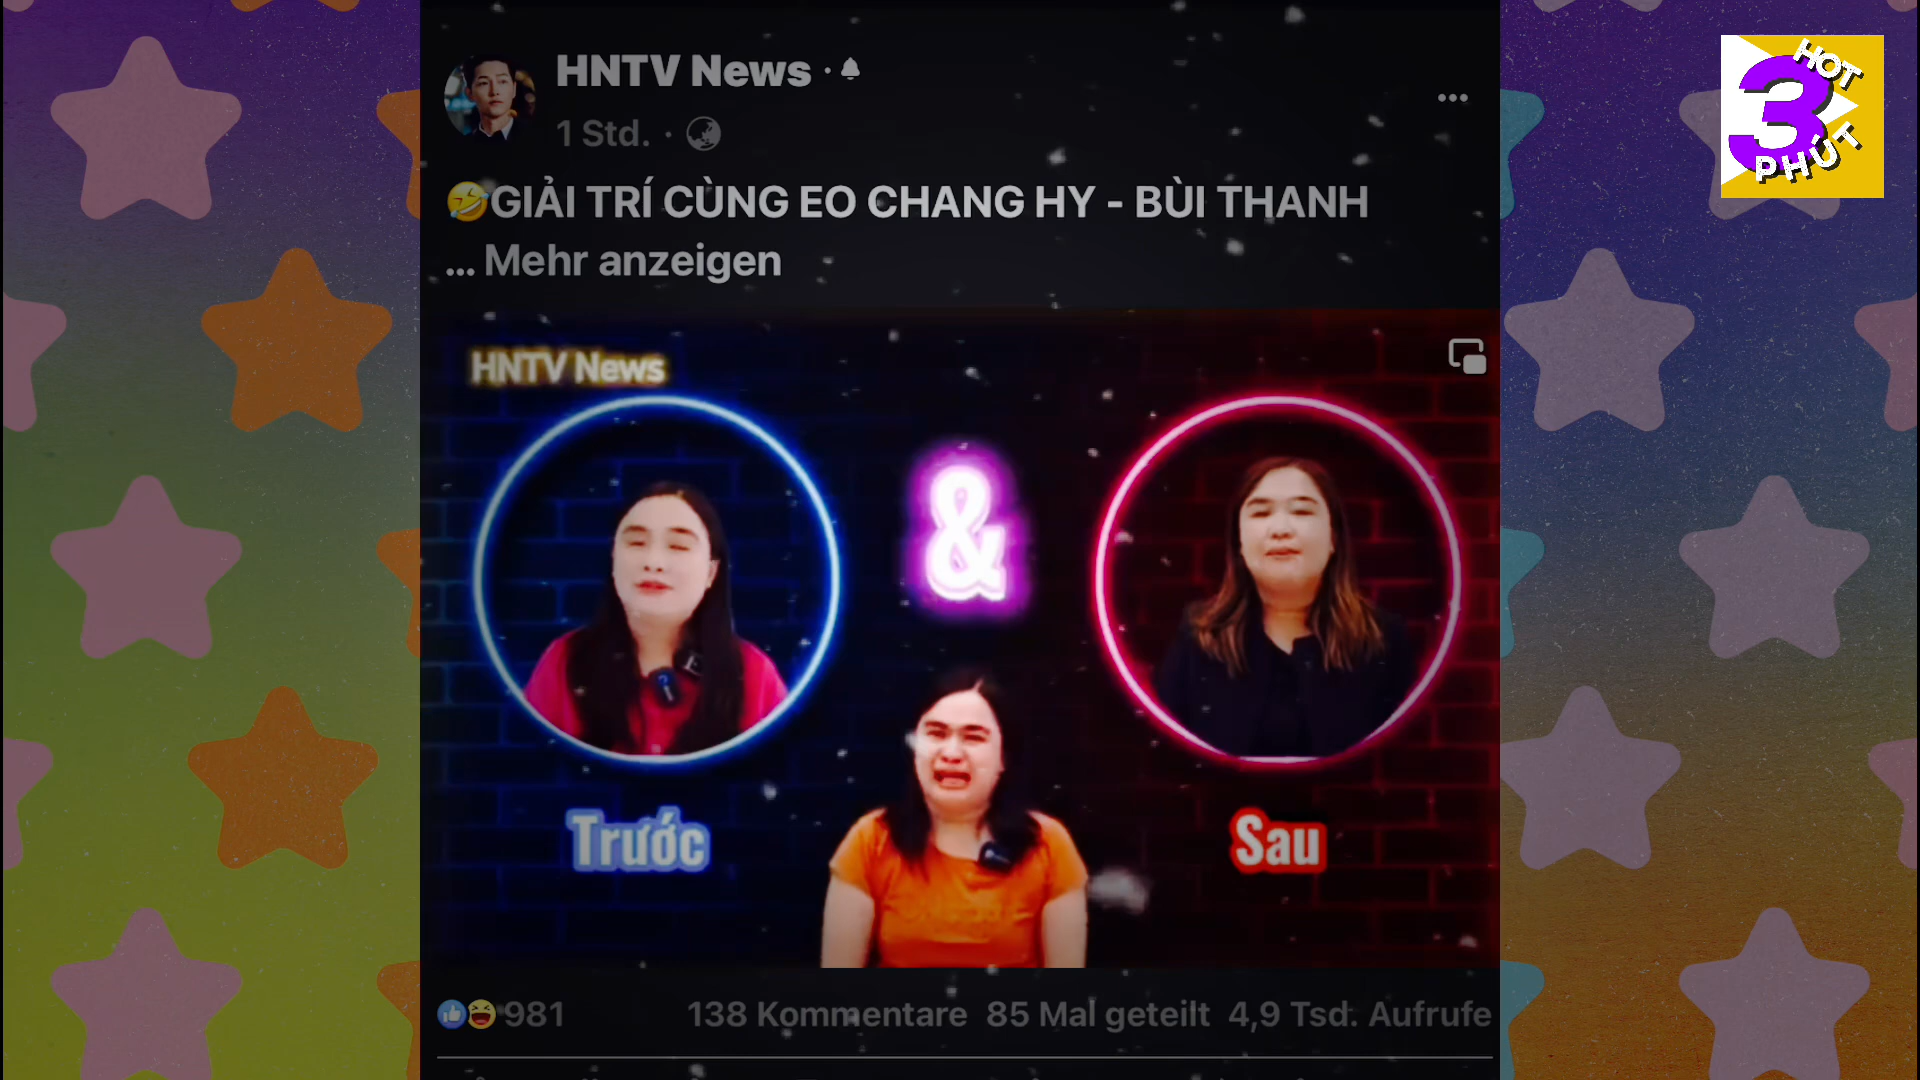 HNTV News
1 Std.
🤣GIẢI TRÍ CÙNG EO CHANG HY - BÙI THANH
... Mehr anzeigen
HNTV News
&
Trước
Sau
981 138 Kommentare 85 Mal geteilt 4,9 Tsd. Aufrufe
HOT
3
PHÚT